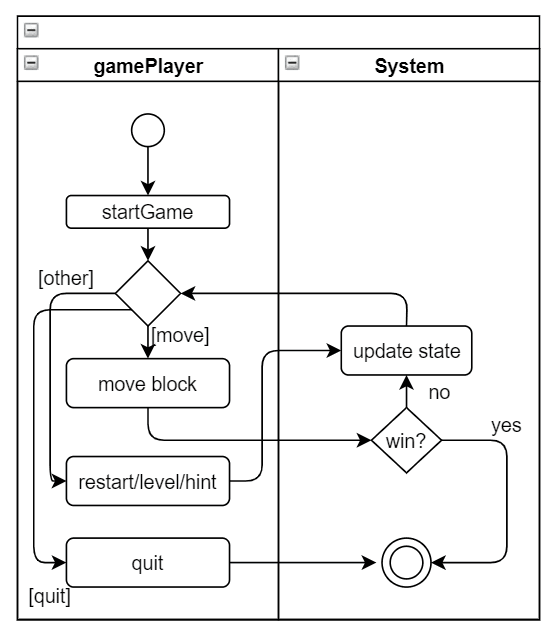 gamePlayer
System
startGame
[other]
[move]
update state
move block
no
win?
yes
restart/level/hint
quit
[quit]